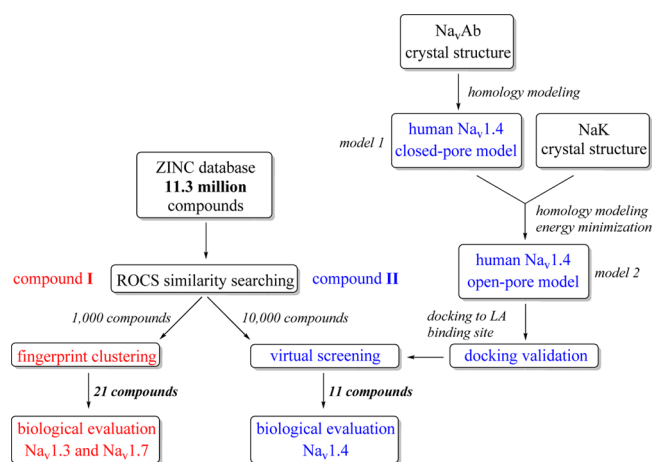 NavAb
crystal structure
homology modeling
model 1
human Nav1.4
closed-pore model
NaK
crystal structure
ZINC database
11.3 million
compounds
homology modeling
energy minimization
compound I
ROCS similarity searching
compound II
human Nav1.4
open-pore model
model 2
1,000 compounds
10,000 compounds
docking to LA
binding site
fingerprint clustering
virtual screening
docking validation
21 compounds
11 compounds
biological evaluation
Nav1.3 and Nav1.7
biological evaluation
Nav1.4